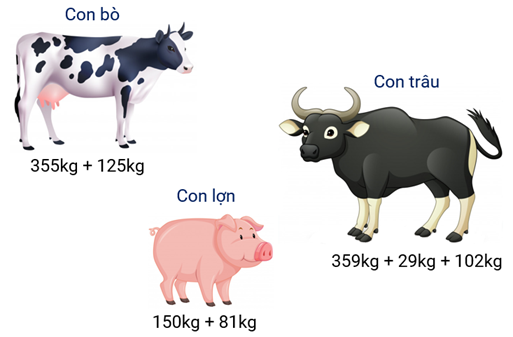 Con bò
355kg + 125kg
Con trâu
359kg + 29kg + 102kg
Con lợn
150kg + 81kg